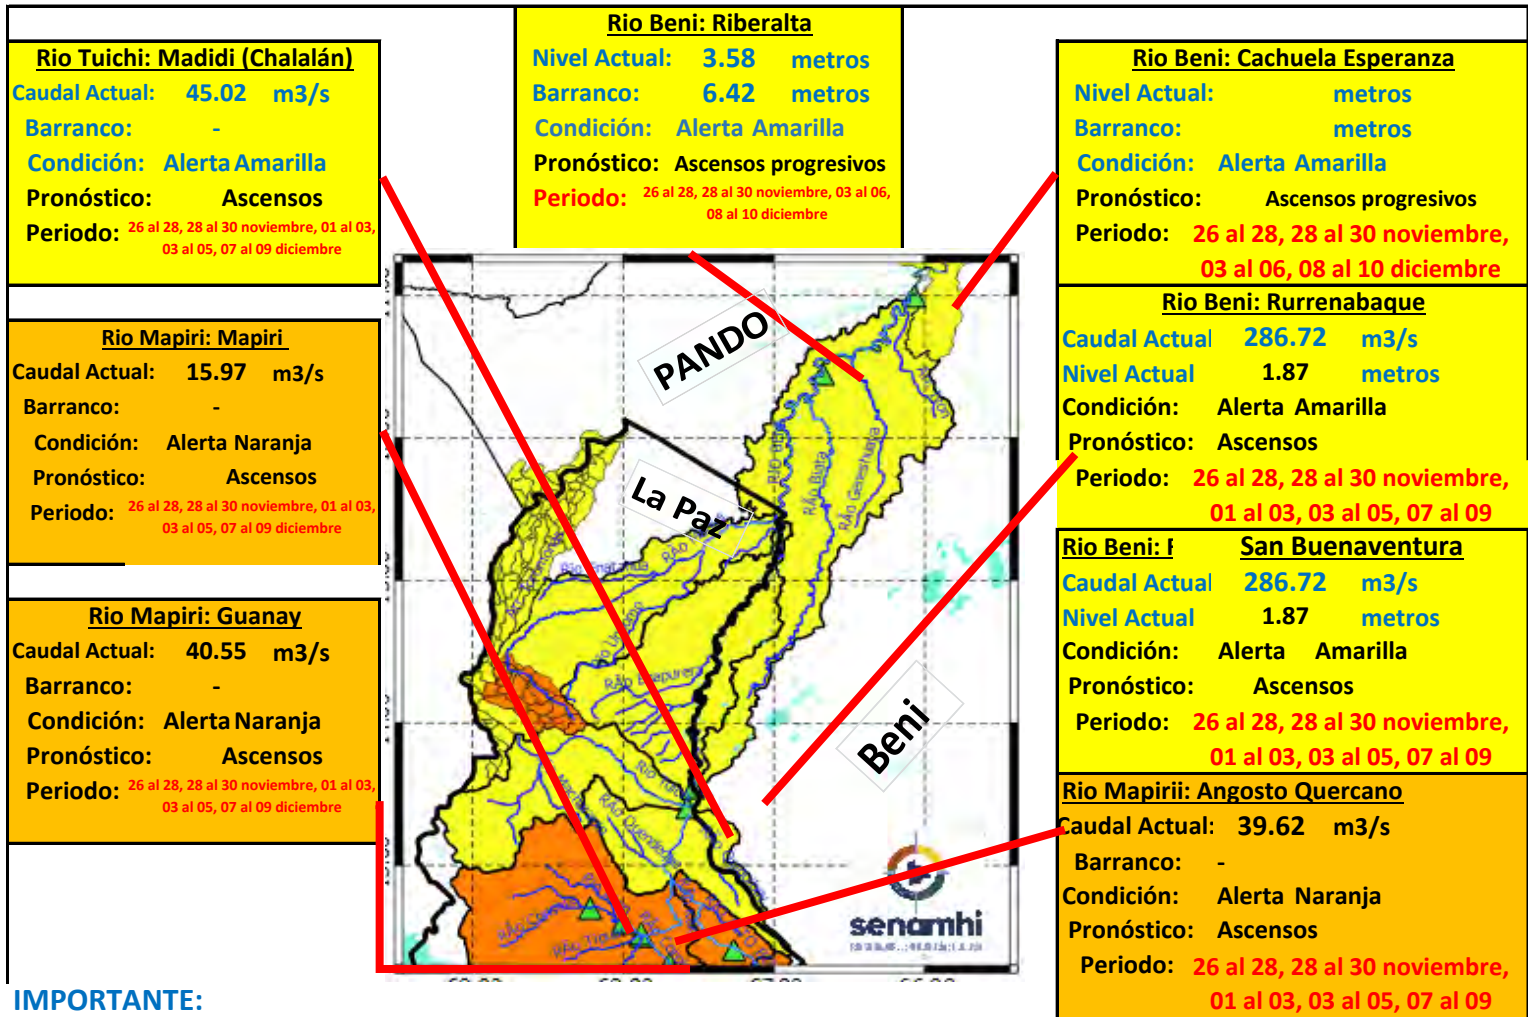 Rio Tuichi: Madidi (Chalalán)
Caudal Actual: 45.02 m3/s
Barranco: -
Condición: Alerta Amarilla
Pronóstico: Ascensos
Periodo: 26 al 28, 28 al 30 noviembre, 01 al 03,
03 al 05, 07 al 09 diciembre
Rio Mapiri: Mapiri
Caudal Actual: 15.97 m3/s
Barranco: -
Condición: Alerta Naranja
Pronóstico: Ascensos
Periodo: 26 al 28, 28 al 30 noviembre, 01 al 03,
03 al 05, 07 al 09 diciembre
Rio Mapiri: Guanay
Caudal Actual: 40.55 m3/s
Barranco: -
Condición: Alerta Naranja
Pronóstico: Ascensos
Periodo: 26 al 28, 28 al 30 noviembre, 01 al 03,
03 al 05, 07 al 09 diciembre
Rio Beni: Riberalta
Nivel Actual: 3.58 metros
Barranco: 6.42 metros
Condición: Alerta Amarilla
Pronóstico: Ascensos progresivos
Periodo: 26 al 28, 28 al 30 noviembre, 03 al 06,
08 al 10 diciembre
PANDO
La Paz
Beni
senamhi
Rio Beni: Cachuela Esperanza
Nivel Actual: metros
Barranco: metros
Condición: Alerta Amarilla
Pronóstico: Ascensos progresivos
Periodo: 26 al 28, 28 al 30 noviembre,
03 al 06, 08 al 10 diciembre
Rio Beni: Rurrenabaque
Caudal Actual 286.72 m3/s
Nivel Actual 1.87 metros
Condición: Alerta Amarilla
Pronóstico: Ascensos
Periodo: 26 al 28, 28 al 30 noviembre,
01 al 03, 03 al 05, 07 al 09
Rio Beni: San Buenaventura
Caudal Actual 286.72 m3/s
Nivel Actual 1.87 metros
Condición: Alerta Amarilla
Pronóstico: Ascensos
Periodo: 26 al 28, 28 al 30 noviembre,
01 al 03, 03 al 05, 07 al 09
Rio Mapirii: Angosto Quercano
Caudal Actual: 39.62 m3/s
Barranco: -
Condición: Alerta Naranja
Pronóstico: Ascensos
Periodo: 26 al 28, 28 al 30 noviembre,
01 al 03, 03 al 05, 07 al 09
IMPORTANTE: